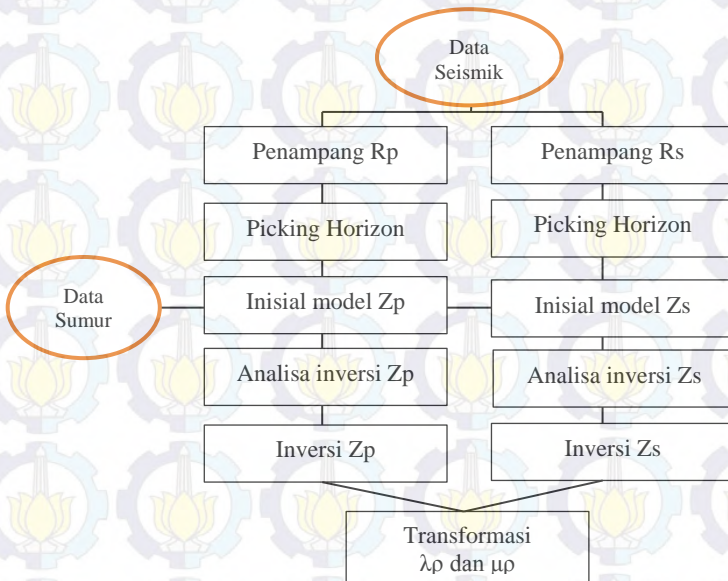 Data
Seismik
Penampang Rp
Penampang Rs
Picking Horizon
Picking Horizon
Data
Sumur
Inisial model Zp
Inisial model Zs
Analisa inversi Zp
Analisa inversi Zs
Inversi Zp
Inversi Zs
Transformasi
λρ dan μρ